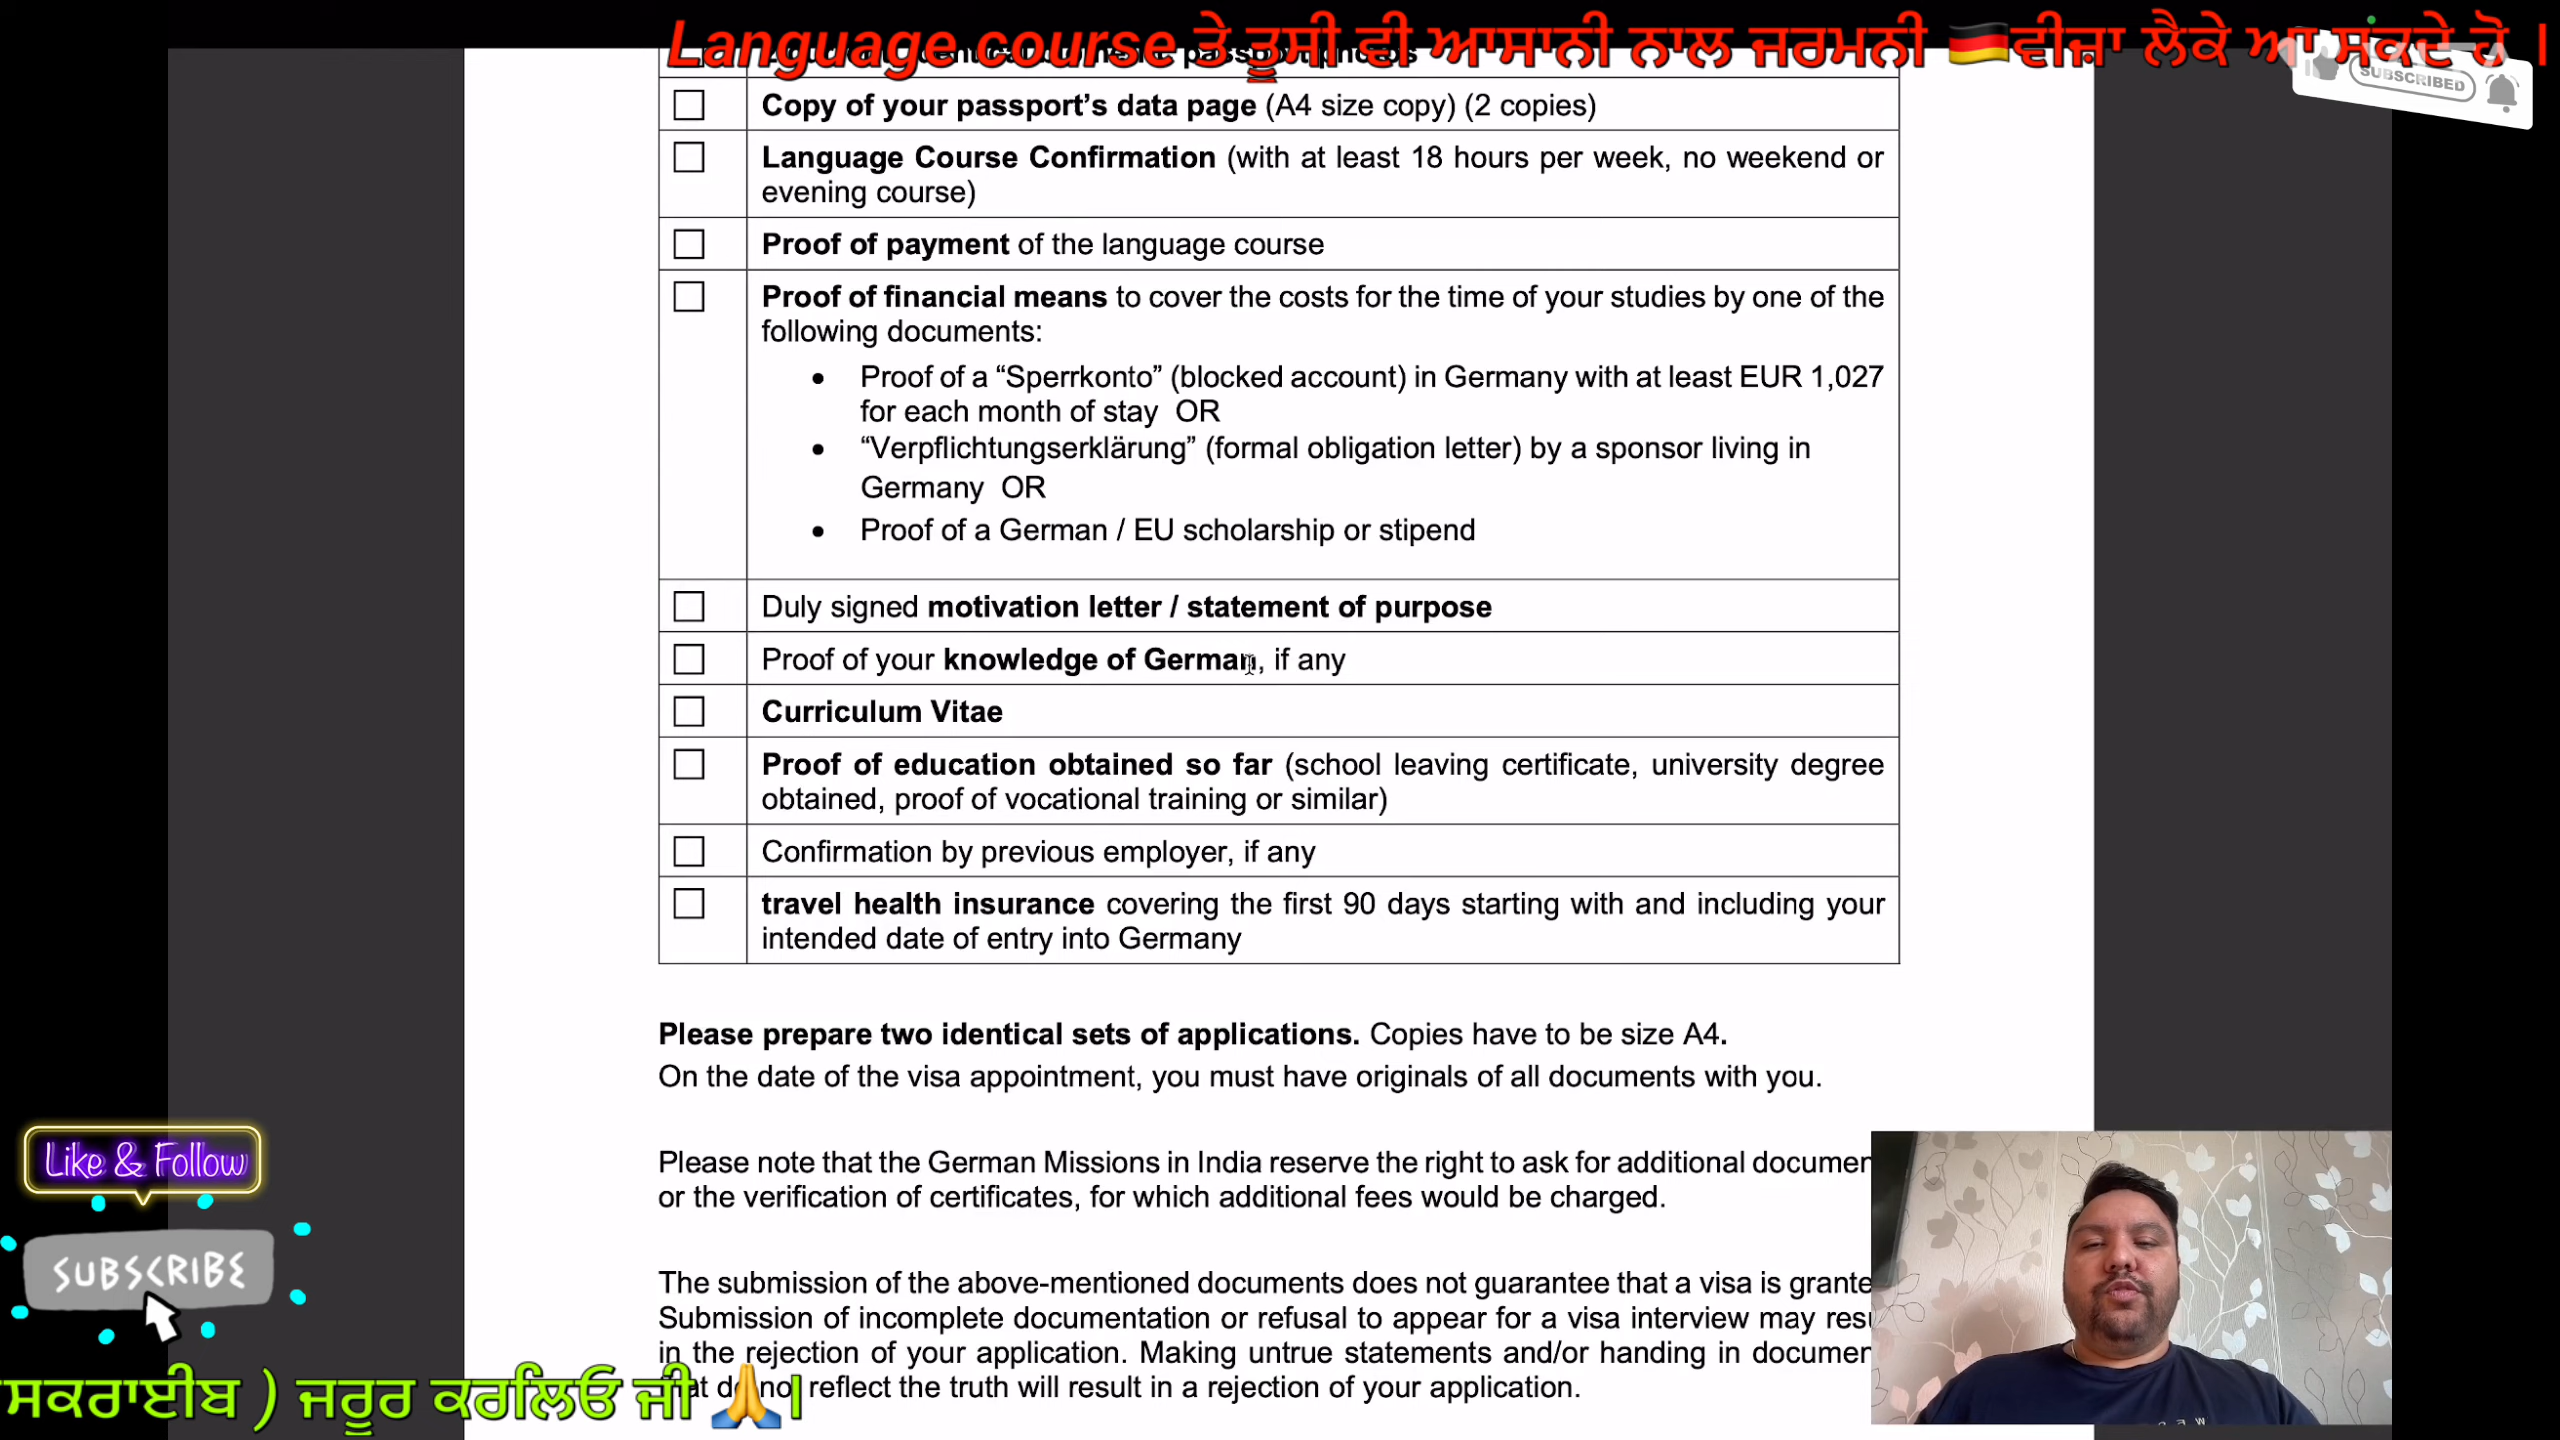 Language course ਤੇ ਤੂਸੀ ਵੀ ਆਸਾਨੀ ਨਾਲ ਜਰਮਨੀ 🇩🇪ਵੀਜ਼ਾ ਲੈਕੇ ਆ ਸਕਦੇ ਹੋ ।
SUBSCRIBED
Copy of your passport’s data page (A4 size copy) (2 copies)
Language Course Confirmation (with at least 18 hours per week, no weekend or
evening course)
Proof of payment of the language course
Proof of financial means to cover the costs for the time of your studies by one of the
following documents:
• Proof of a “Sperrkonto” (blocked account) in Germany with at least EUR 1,027
for each month of stay OR
• “Verpflichtungserklärung” (formal obligation letter) by a sponsor living in
Germany OR
• Proof of a German / EU scholarship or stipend
Duly signed motivation letter / statement of purpose
Proof of your knowledge of German, if any
Curriculum Vitae
Proof of education obtained so far (school leaving certificate, university degree
obtained, proof of vocational training or similar)
Confirmation by previous employer, if any
travel health insurance covering the first 90 days starting with and including your
intended date of entry into Germany
Please prepare two identical sets of applications. Copies have to be size A4.
On the date of the visa appointment, you must have originals of all documents with you.
Please note that the German Missions in India reserve the right to ask for additional documen
or the verification of certificates, for which additional fees would be charged.
The submission of the above-mentioned documents does not guarantee that a visa is grante
Submission of incomplete documentation or refusal to appear for a visa interview may resu
in the rejection of your application. Making untrue statements and/or handing in documen
reflect the truth will result in a rejection of your application.
Like & Follow
SUBSCRIBE
ਸਕਰਾਈਬ ) ਜਰੂਰ ਕਰਲਿਓ ਜੀ 🙏।